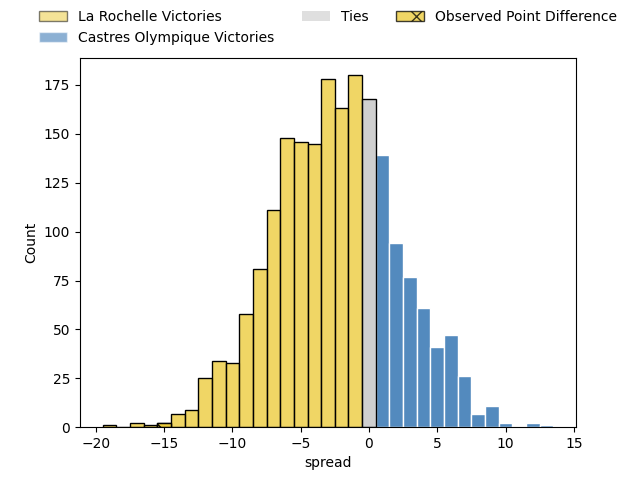 La Rochelle Victories
Castres Olympique Victories
Ties
Observed Point Difference
Count
175
150
125
100
75
50
25
0
−20 −15 −10 −5 0 5 10 15
spread